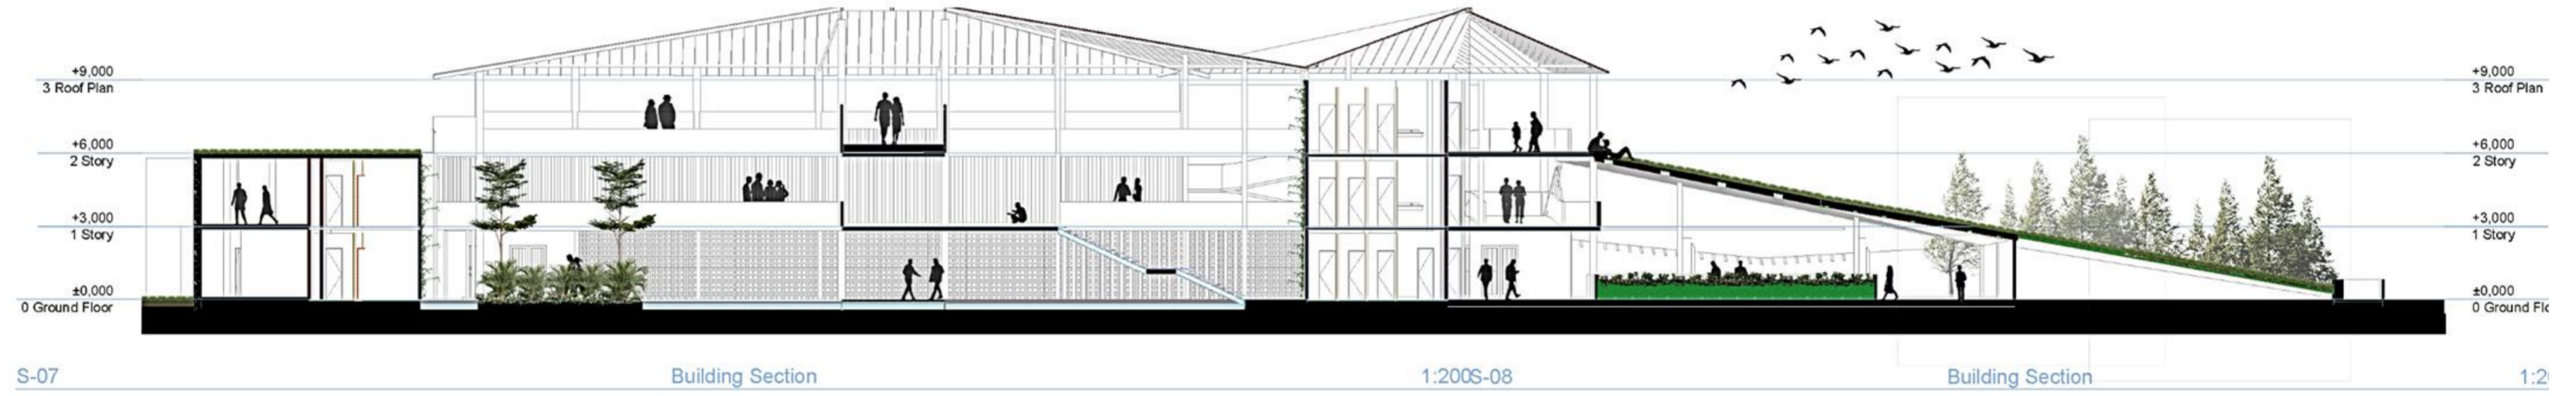 +9,000
3 Roof Plan
+6,000
2 Story
+3,000
1 Story
±0,000
0 Ground Floor
+9,000
3 Roof Plan
+6,000
2 Story
+3,000
1 Story
±0,000
0 Ground Flo
S-07 Building Section 1:200S-08 Building Section 1:20